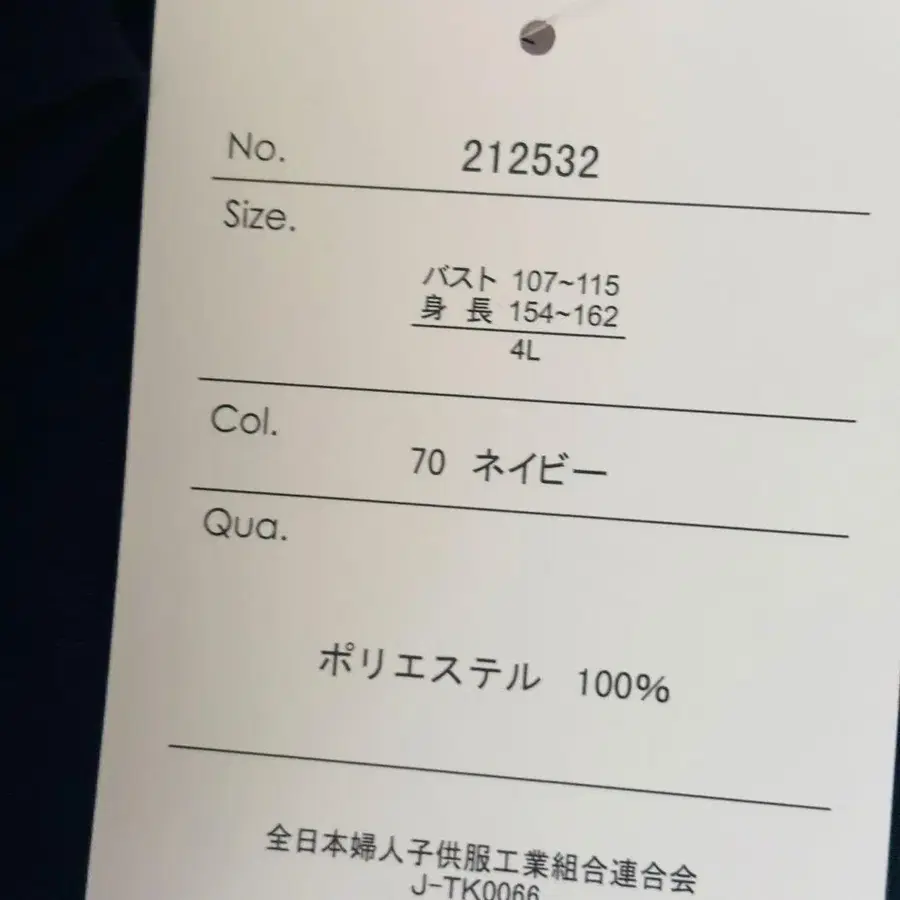 No. 212532
Size.
バスト 107~115
身長 154~162
4L
Col.
70 ネイビー
Qua.
ポリエステル 100%
全日本婦人子供服工業組合連合会
J-TK0066